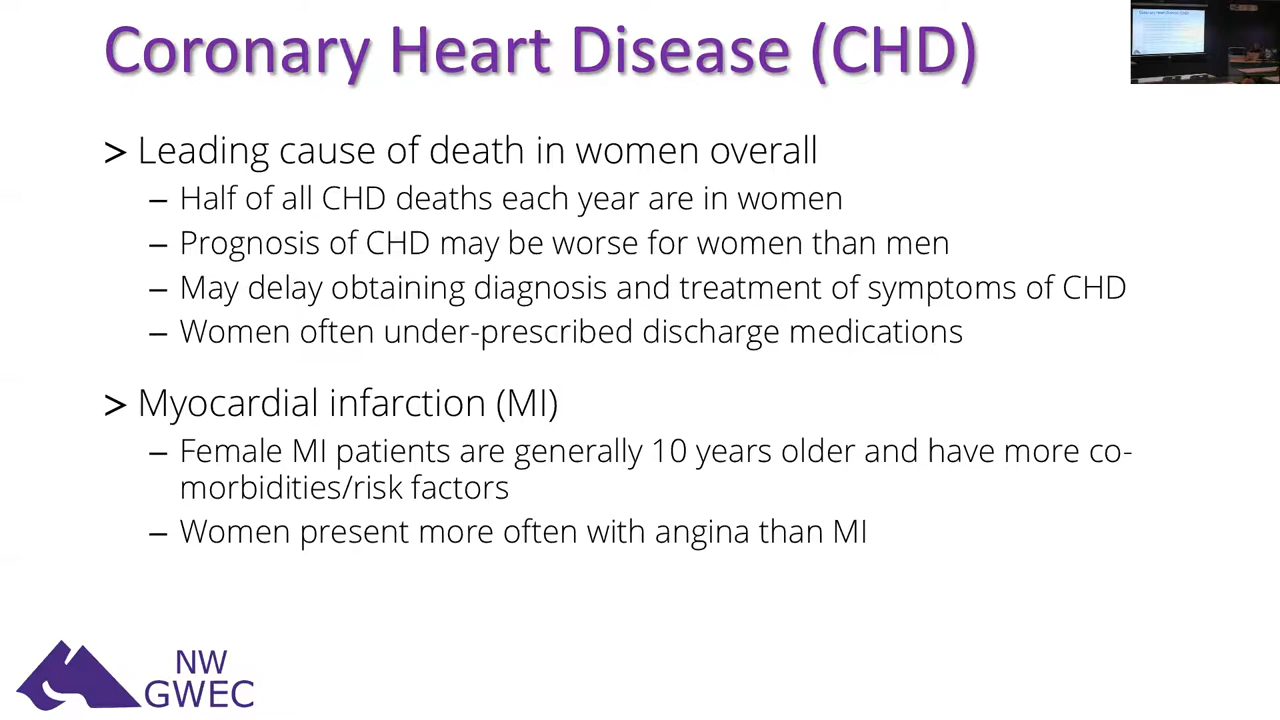 Coronary Heart Disease (CHD)
> Leading cause of death in women overall
– Half of all CHD deaths each year are in women
– Prognosis of CHD may be worse for women than men
– May delay obtaining diagnosis and treatment of symptoms of CHD
– Women often under-prescribed discharge medications
> Myocardial infarction (MI)
– Female MI patients are generally 10 years older and have more co-
morbidities/risk factors
– Women present more often with angina than MI
NW
GWEC